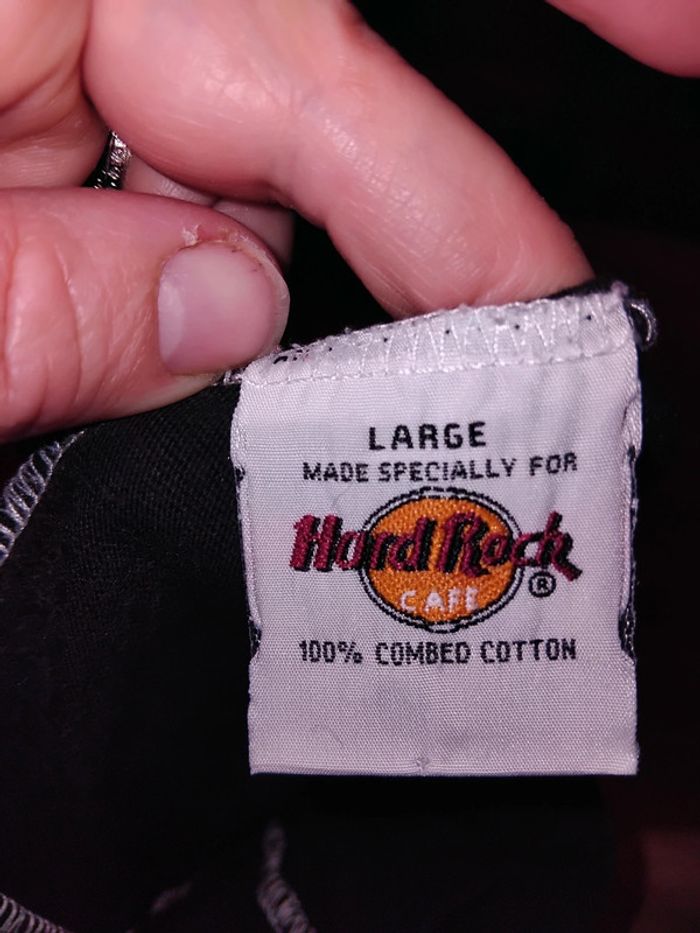 LARGE
MADE SPECIALLY FOR
Hard Rock
CAFE ®
100% COMBED COTTON